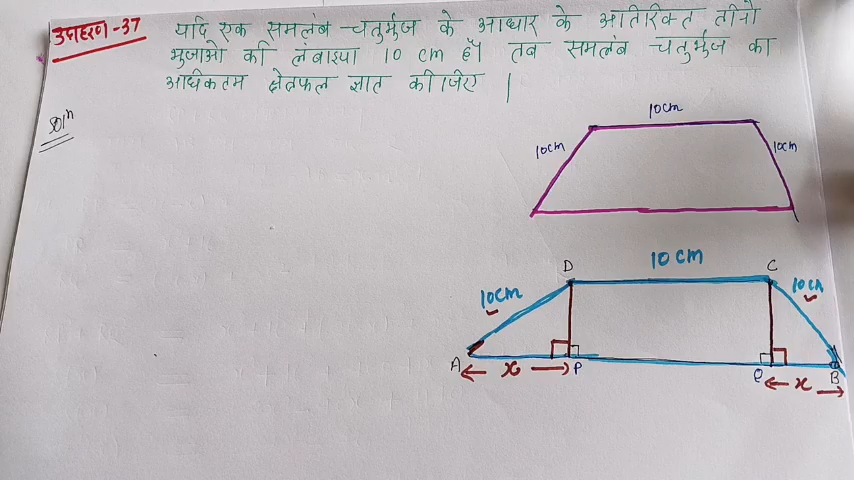 उदाहरण-37 यदि एक समलंब चतुर्भुज के आधार के अतिरिक्त तीनों
भुजाओं की लंबाइया 10 cm हैं। तब समलंब चतुर्भुज का
अधिकतम क्षेत्रफल ज्ञात कीजिए |
Solⁿ
10cm
10cm
10cm
D 10 cm C
10cm
10cm
A x P Q x B